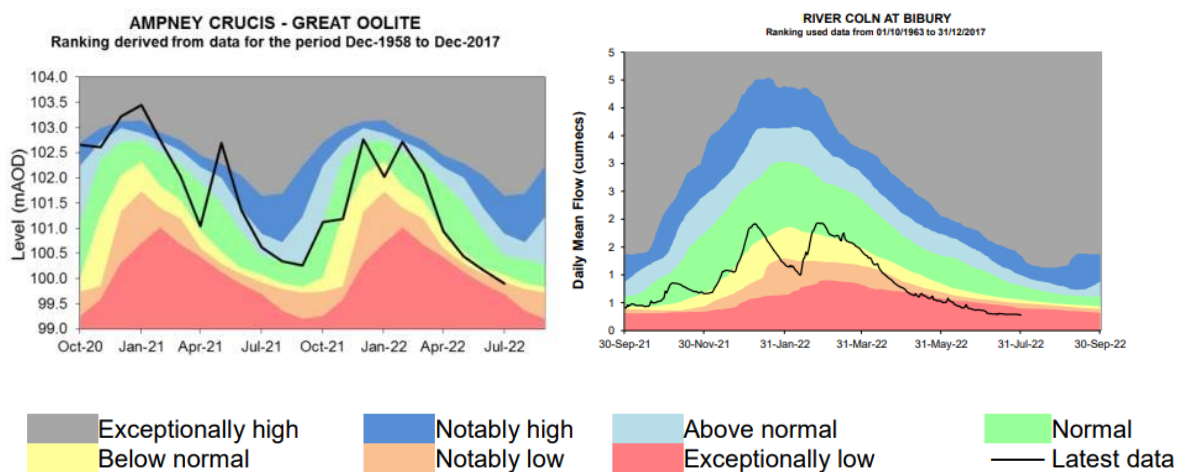 AMPNEY CRUCIS - GREAT OOLITE
Ranking derived from data for the period Dec-1958 to Dec-2017
Level (mAOD)
104.0
103.5
103.0
102.5
102.0
101.5
101.0
100.5
100.0
99.5
99.0
Oct-20 Jan-21 Apr-21 Jul-21 Oct-21 Jan-22 Apr-22 Jul-22
RIVER COLN AT BIBURY
Ranking used data from 01/10/1963 to 31/12/2017
Daily Mean Flow (cumecs)
5
5
4
4
3
3
2
2
1
1
0
30-Sep-21 30-Nov-21 31-Jan-22 31-Mar-22 31-May-22 31-Jul-22 30-Sep-22
Exceptionally high Notably high Above normal Normal
Below normal Notably low Exceptionally low Latest data